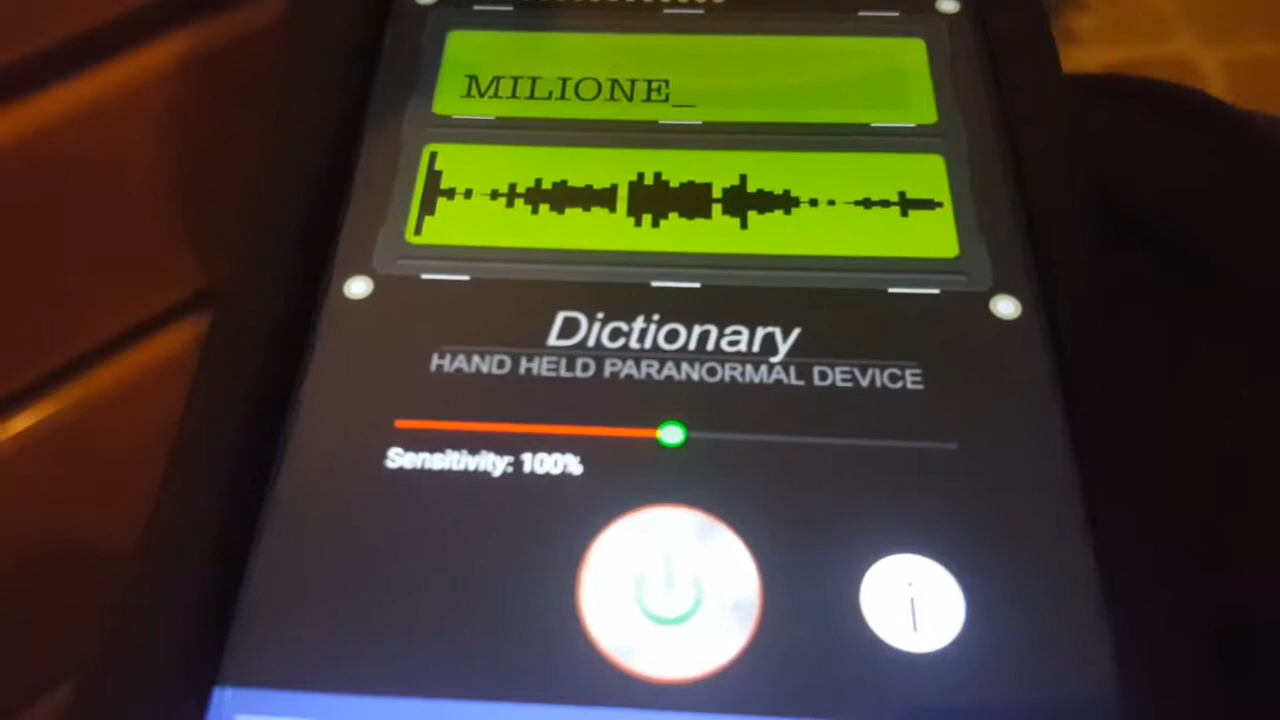 MILIONE_
Dictionary
HAND HELD PARANORMAL DEVICE
Sensitivity: 100%
i